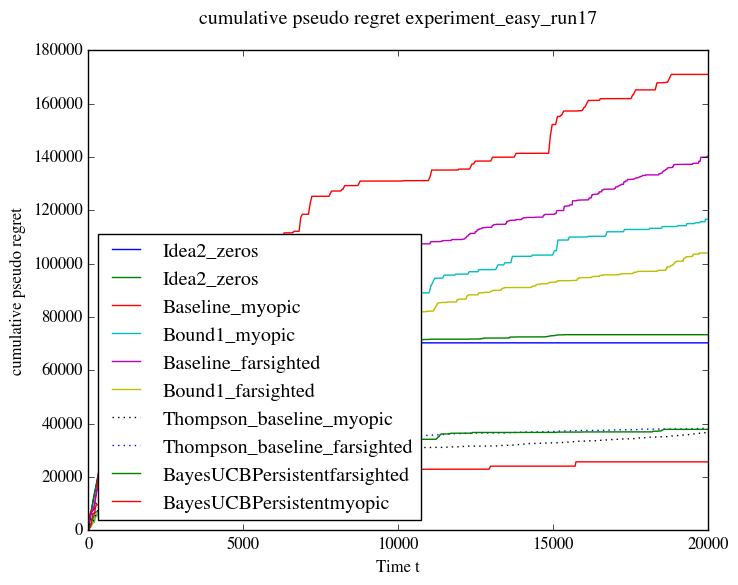 cumulative pseudo regret experiment_easy_run17
180000
160000
140000
120000
100000
80000
60000
40000
20000
0
cumulative pseudo regret
Idea2_zeros
Idea2_zeros
Baseline_myopic
Bound1_myopic
Baseline_farsighted
Bound1_farsighted
Thompson_baseline_myopic
Thompson_baseline_farsighted
BayesUCBPersistentfarsighted
BayesUCBPersistentmyopic
0 5000 10000 15000 20000
Time t